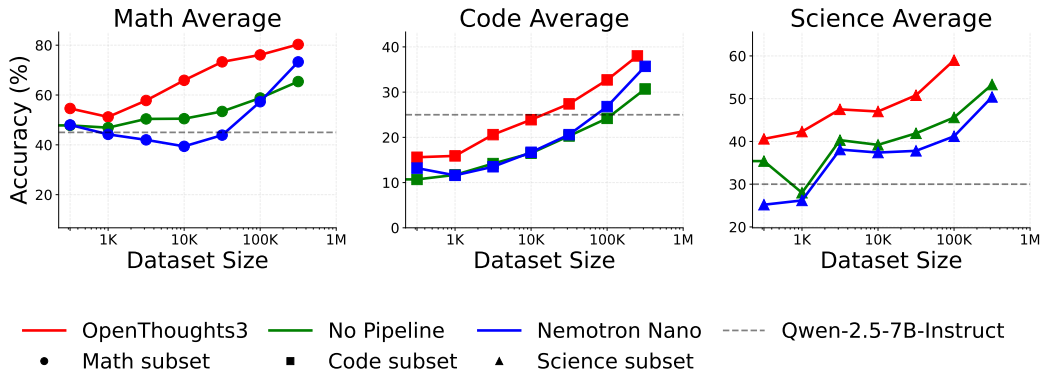 Math Average
Code Average
Science Average
Accuracy (%)
80
60
40
20
1K
10K
100K
1M
Dataset Size
40
30
20
10
0
1K
10K
100K
1M
Dataset Size
60
50
40
30
20
1K
10K
100K
1M
Dataset Size
OpenThoughts3
No Pipeline
Nemotron Nano
Qwen-2.5-7B-Instruct
Math subset
Code subset
Science subset